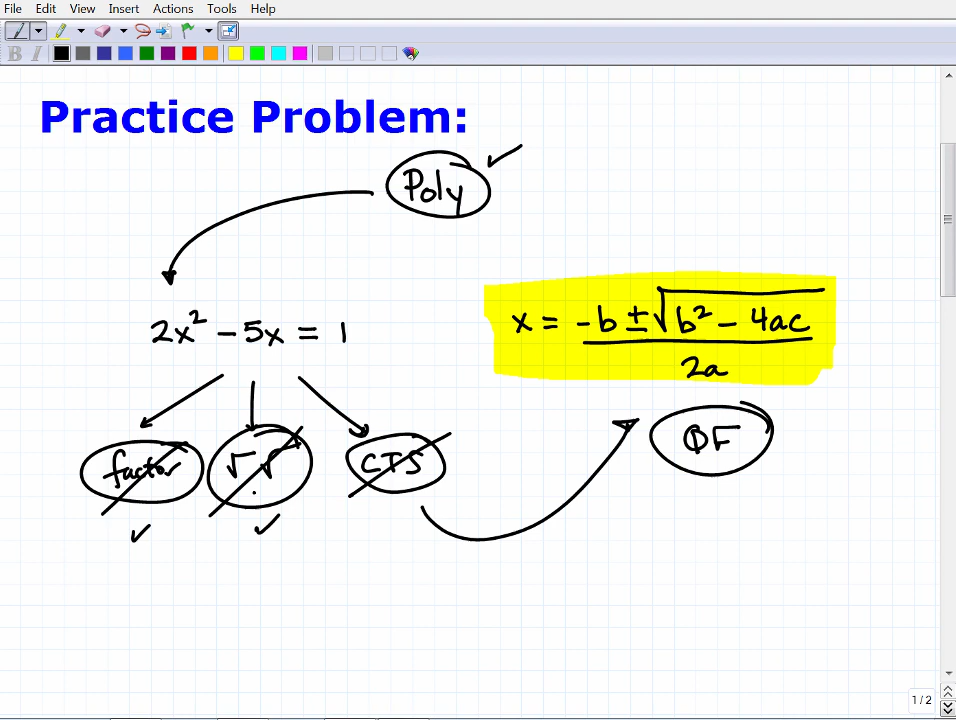 File Edit View Insert Actions Tools Help
B I
Practice Problem:
Poly
2x² - 5x = 1
x = -b ± √b² - 4ac
2a
factor √ √ CTS
QF
1 / 2